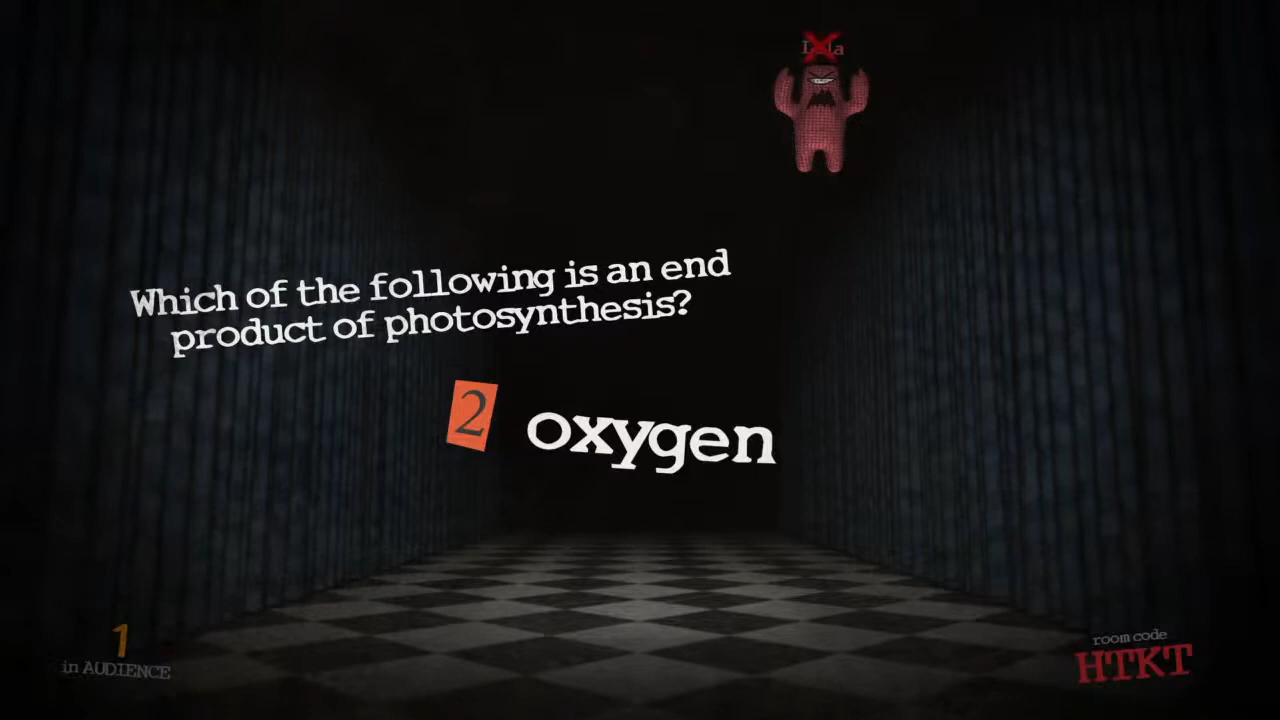 Which of the following is an end
product of photosynthesis?
2 oxygen
1
in AUDIENCE
room code
HTKT